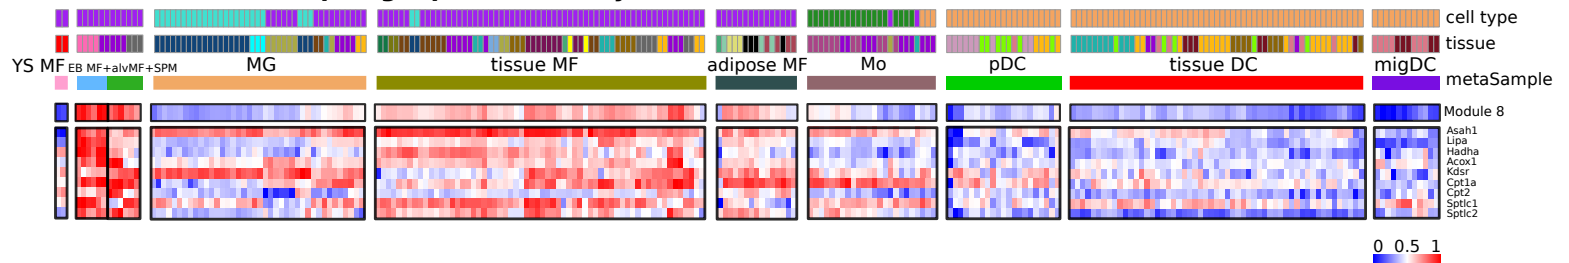 cell type
tissue
YS MF EB MF+alvMF+SPM MG tissue MF adipose MF Mo pDC tissue DC migDC
metaSample
Module 8
Asah1
Lipa
Hadha
Acox1
Kdsr
Cpt1a
Cpt2
Sptlc1
Sptlc2
0 0.5 1